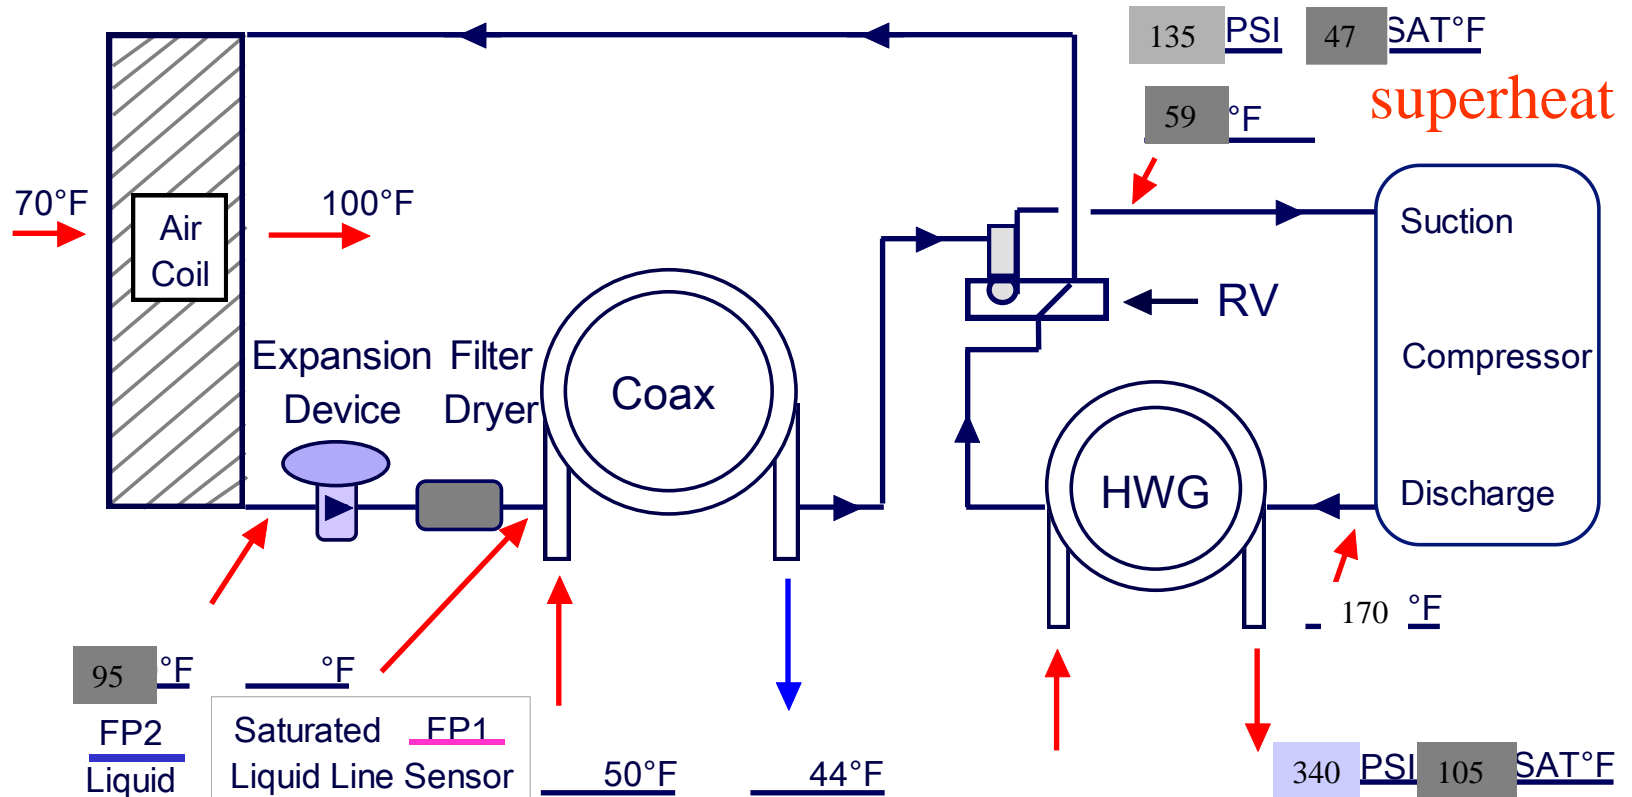 135 PSI 47 SAT°F
superheat
59 °F
70°F
100°F
Air
Coil
Suction
RV
Expansion
Device
Filter
Dryer
Coax
Compressor
HWG
Discharge
170 °F
95 °F
°F
FP2
Liquid
Saturated FP1
Liquid Line Sensor
50°F
44°F
340 PSI 105 SAT°F